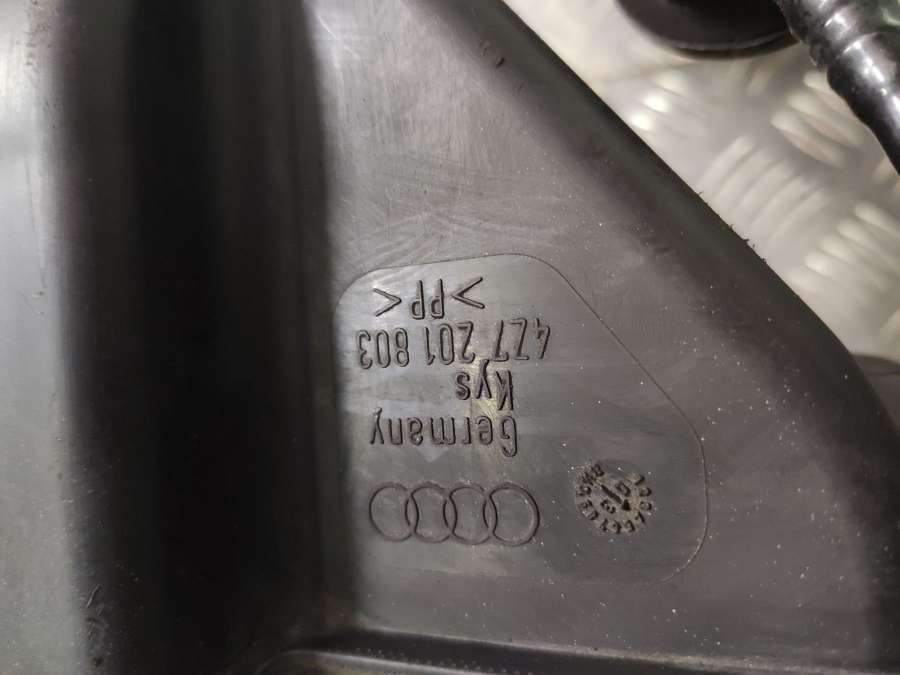 Germany
Kys
4Z7 201 803
>PP<